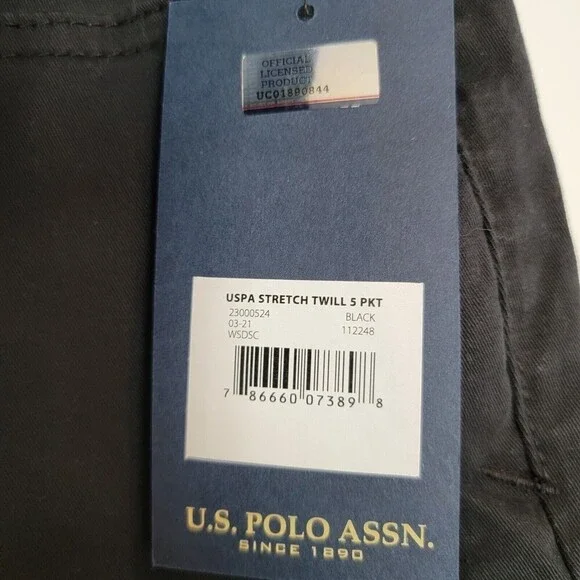 OFFICIAL
LICENSED
PRODUCT
UC01890844
USPA STRETCH TWILL 5 PKT
23000524 BLACK
03-21 112248
WSDSC
7 86660 07389 8
U.S. POLO ASSN.
SINCE 1890